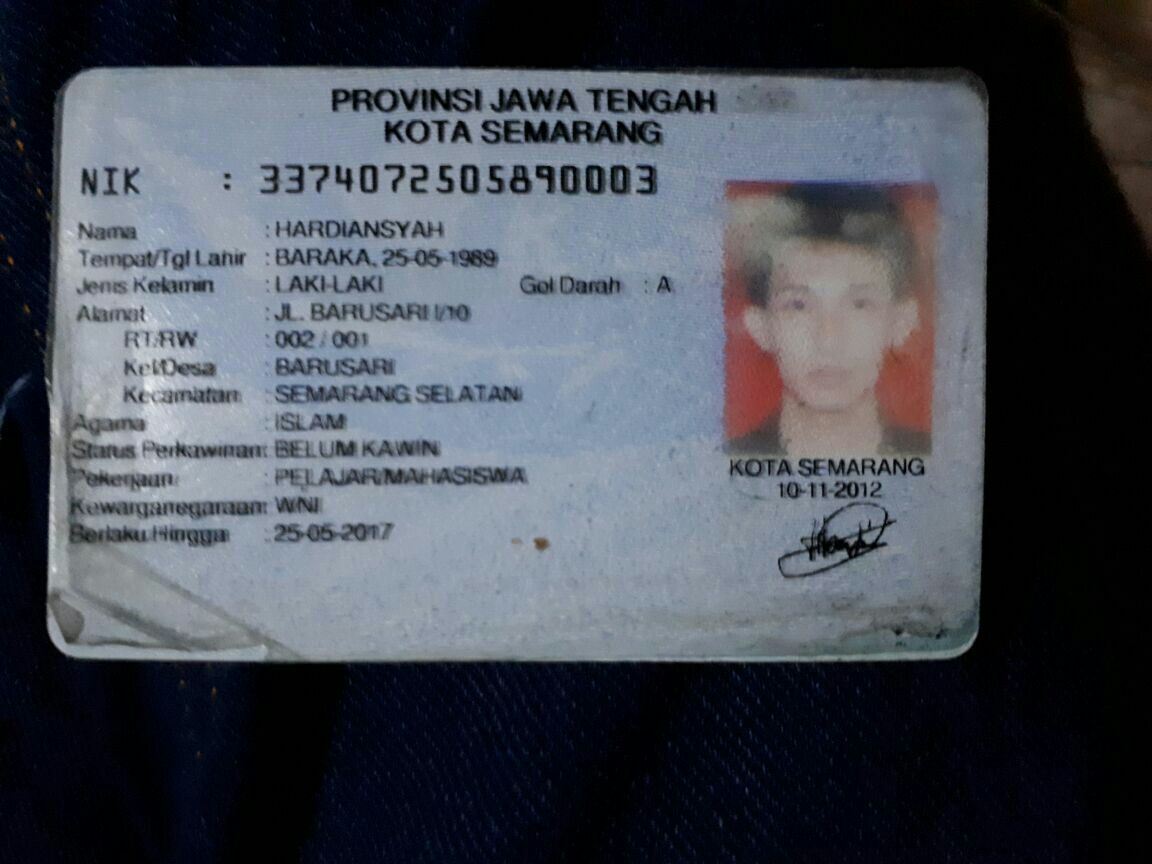 PROVINSI JAWA TENGAH
KOTA SEMARANG
NIK : 3374072505890003
Nama : HARDIANSYAH
Tempat/Tgl Lahir : BARAKA, 25-05-1989
Jenis Kelamin : LAKI-LAKI Gol Darah : A
Alamat : JL. BARUSARI I/10
RT/RW : 002 / 001
Kel/Desa : BARUSARI
Kecamatan : SEMARANG SELATAN
Agama : ISLAM
Status Perkawinan: BELUM KAWIN
Pekerjaan : PELAJAR/MAHASISWA
Kewarganegaraan: WNI
Berlaku Hingga : 25-05-2017
KOTA SEMARANG
10-11-2012